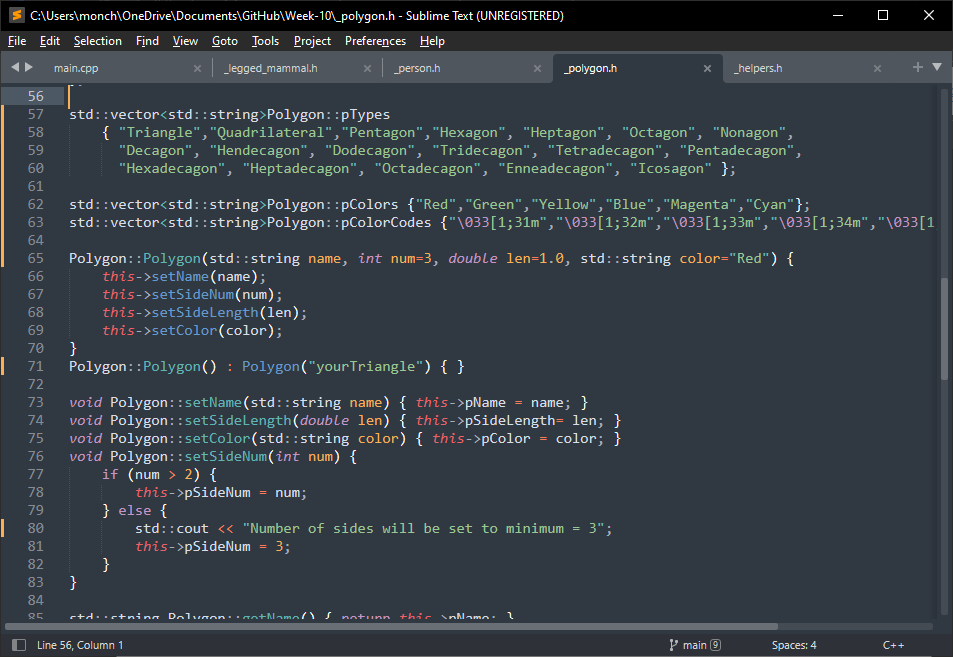 C:\Users\monch\OneDrive\Documents\GitHub\Week-10\_polygon.h - Sublime Text (UNREGISTERED)
File Edit Selection Find View Goto Tools Project Preferences Help
main.cpp _legged_mammal.h _person.h _polygon.h _helpers.h
56
57 std::vector<std::string>Polygon::pTypes
58 { "Triangle","Quadrilateral","Pentagon","Hexagon", "Heptagon", "Octagon", "Nonagon",
59 "Decagon", "Hendecagon", "Dodecagon", "Tridecagon", "Tetradecagon", "Pentadecagon",
60 "Hexadecagon", "Heptadecagon", "Octadecagon", "Enneadecagon", "Icosagon" };
61
62 std::vector<std::string>Polygon::pColors {"Red","Green","Yellow","Blue","Magenta","Cyan"};
63 std::vector<std::string>Polygon::pColorCodes {"\033[1;31m","\033[1;32m","\033[1;33m","\033[1;34m","\033[1
64
65 Polygon::Polygon(std::string name, int num=3, double len=1.0, std::string color="Red") {
66 this->setName(name);
67 this->setSideNum(num);
68 this->setSideLength(len);
69 this->setColor(color);
70 }
71 Polygon::Polygon() : Polygon("yourTriangle") { }
72
73 void Polygon::setName(std::string name) { this->pName = name; }
74 void Polygon::setSideLength(double len) { this->pSideLength= len; }
75 void Polygon::setColor(std::string color) { this->pColor = color; }
76 void Polygon::setSideNum(int num) {
77 if (num > 2) {
78 this->pSideNum = num;
79 } else {
80 std::cout << "Number of sides will be set to minimum = 3";
81 this->pSideNum = 3;
82 }
83 }
84
85 std::string Polygon::getName() { return this->pName; }
Line 56, Column 1 main 9 Spaces: 4 C++